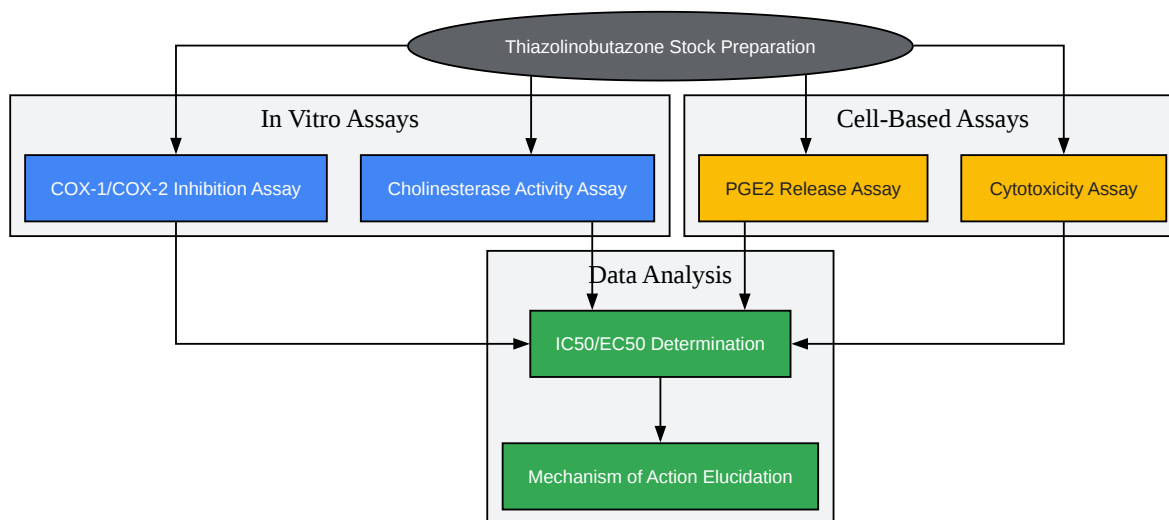 Thiazolinobutazone Stock Preparation
In Vitro Assays
Cell-Based Assays
COX-1/COX-2 Inhibition Assay
Cholinesterase Activity Assay
PGE2 Release Assay
Cytotoxicity Assay
Data Analysis
IC50/EC50 Determination
Mechanism of Action Elucidation